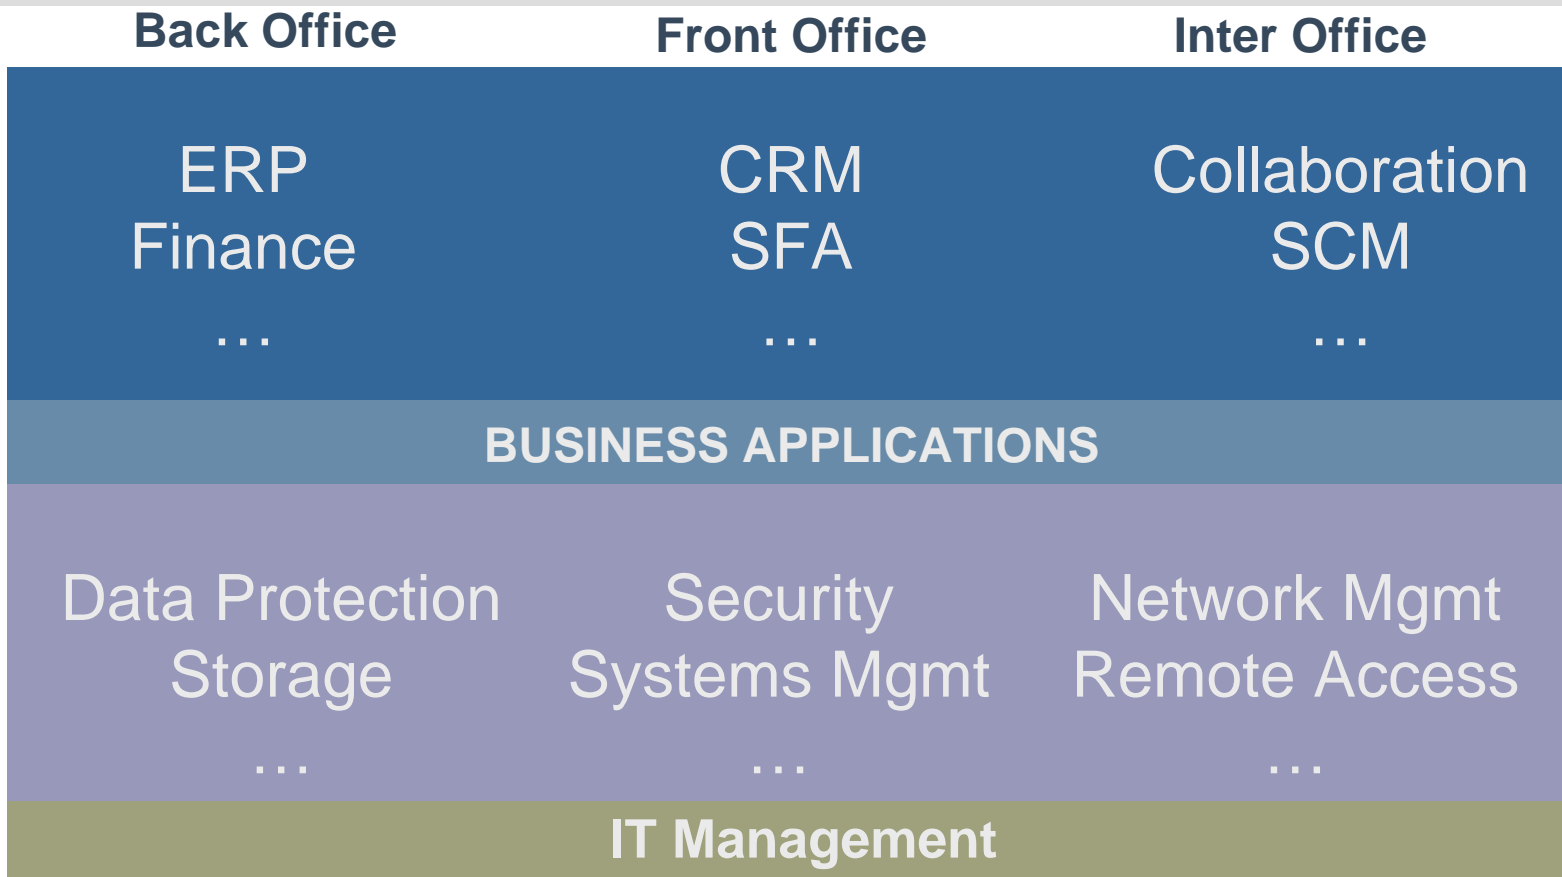 Back Office Front Office Inter Office
ERP CRM Collaboration
Finance SFA SCM
… … …
BUSINESS APPLICATIONS
Data Protection Security Network Mgmt
Storage Systems Mgmt Remote Access
… … …
IT Management